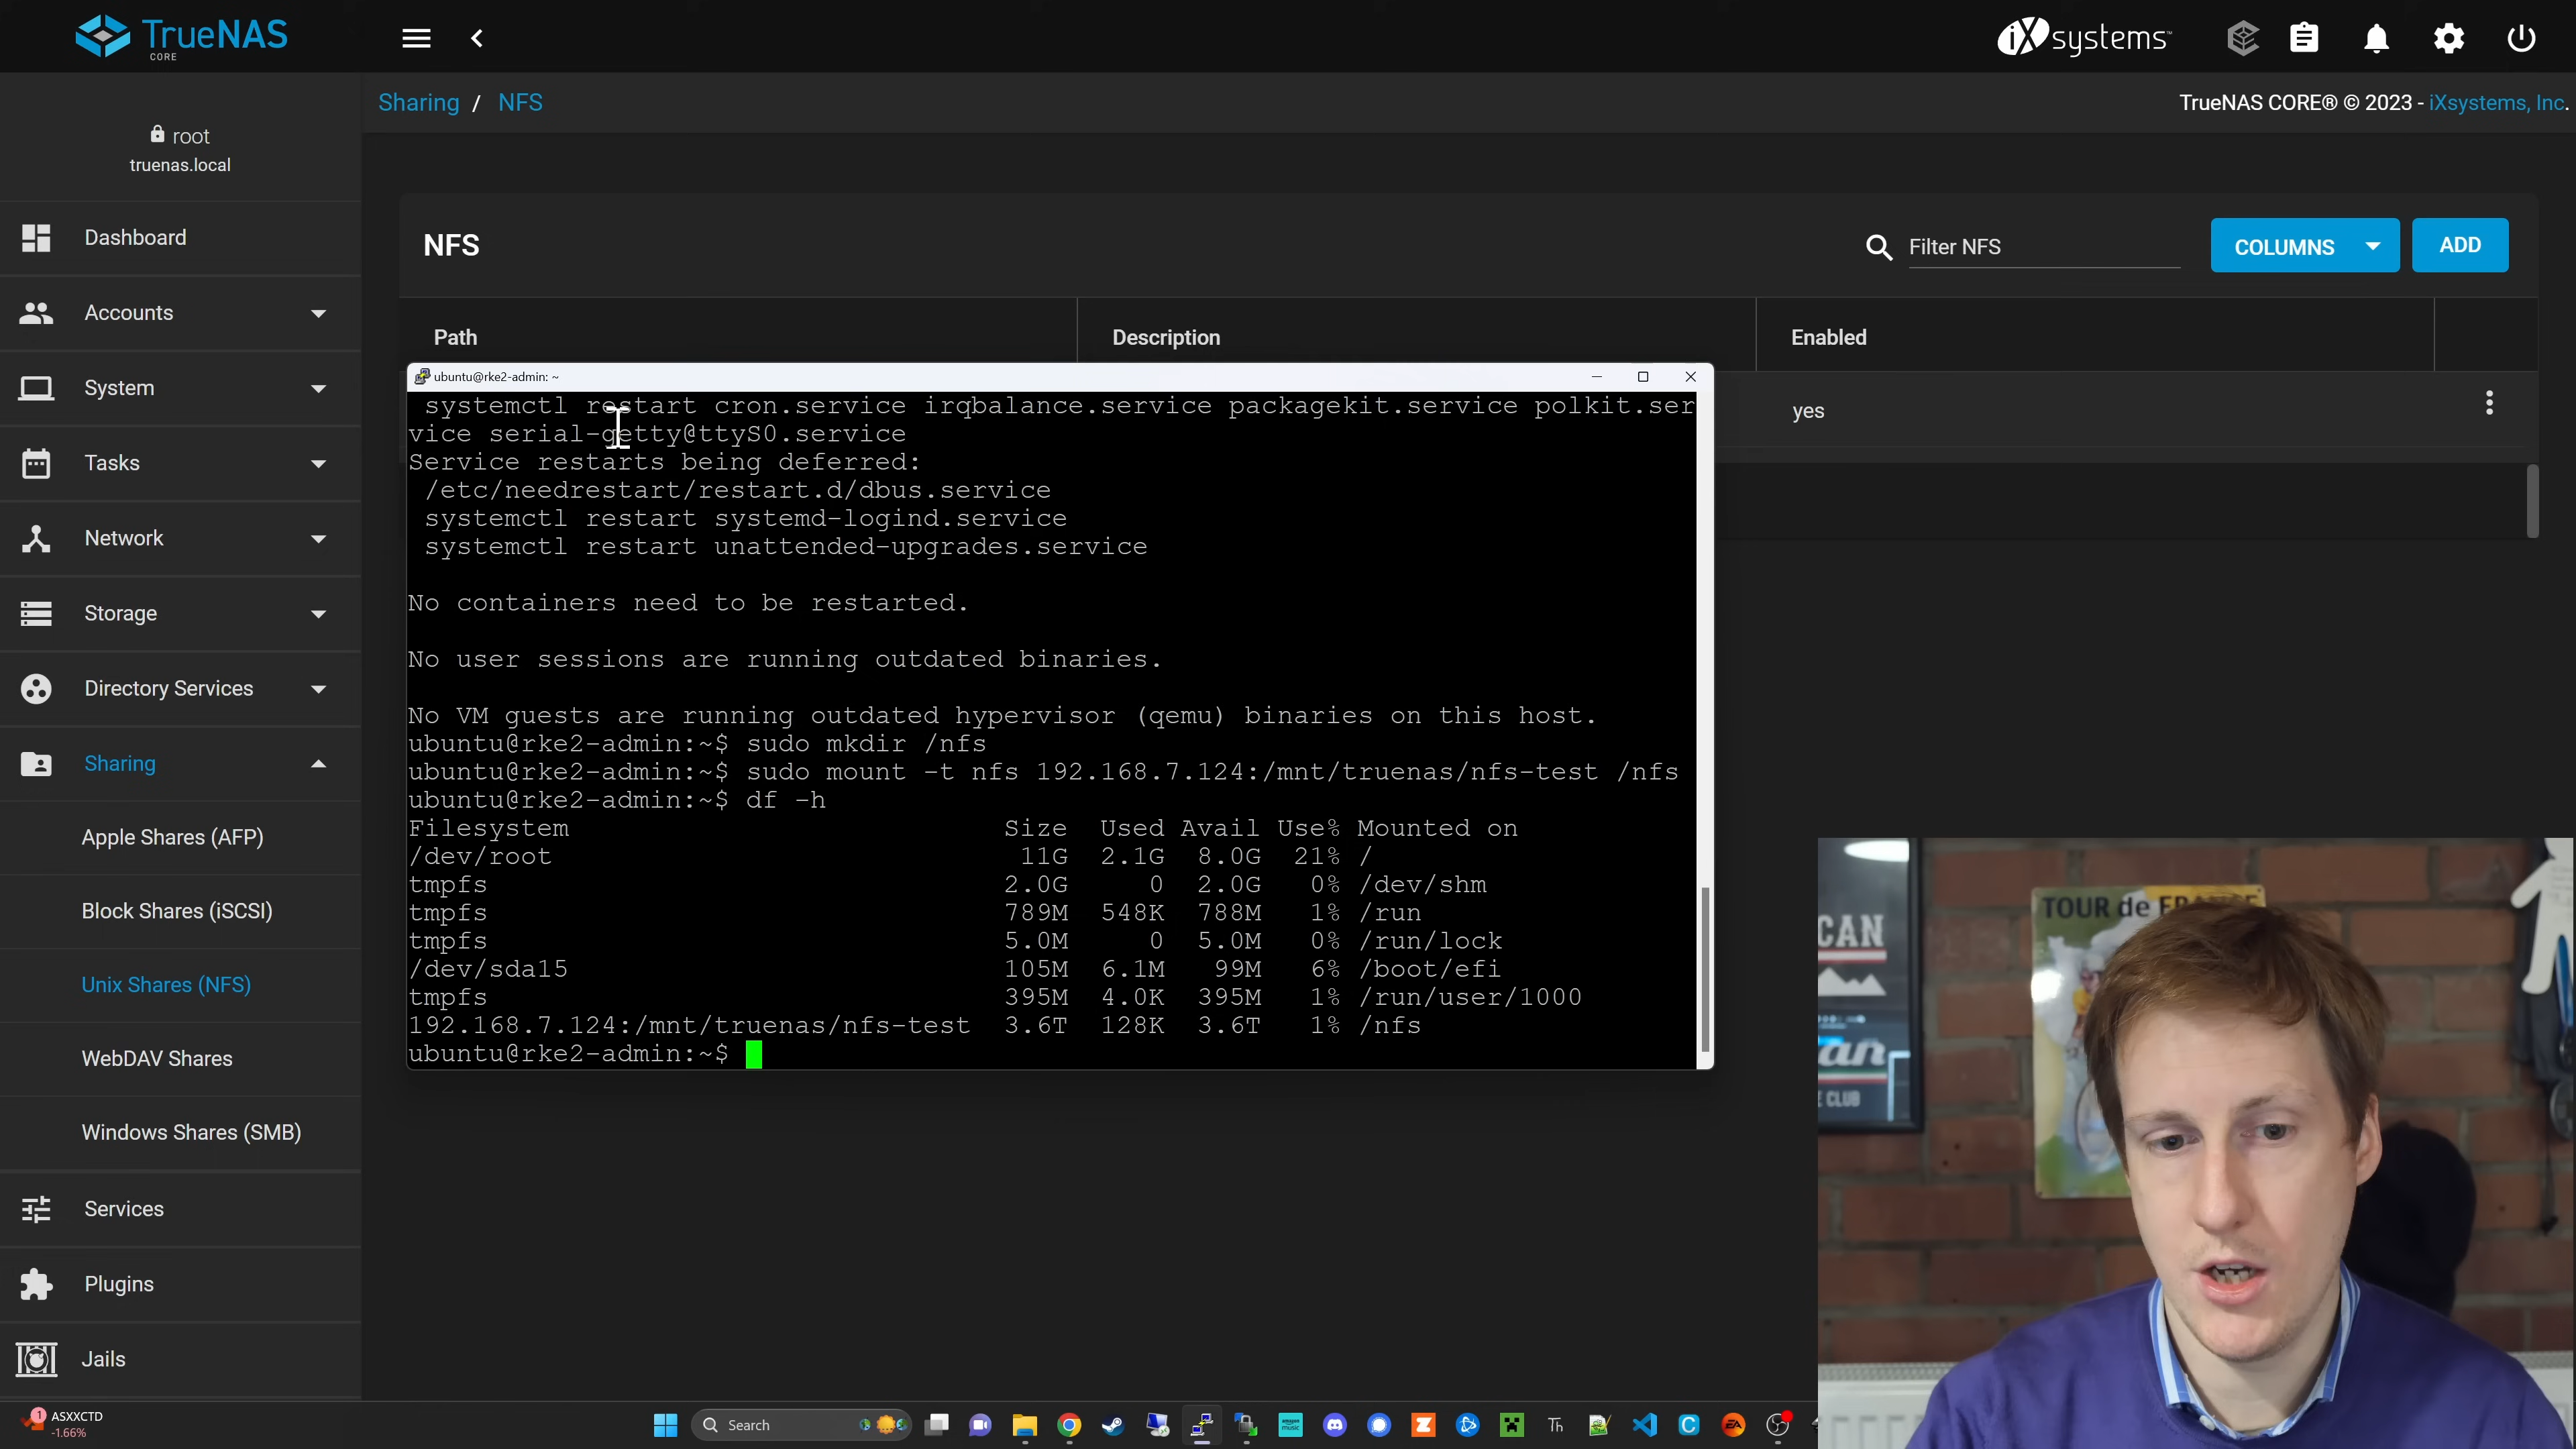 TrueNAS
CORE
iXsystems™
Sharing / NFS
TrueNAS CORE® © 2023 - iXsystems, Inc.
root
truenas.local
Dashboard
Accounts
System
Tasks
Network
Storage
Directory Services
Sharing
Apple Shares (AFP)
Block Shares (iSCSI)
Unix Shares (NFS)
WebDAV Shares
Windows Shares (SMB)
Services
Plugins
Jails
NFS
Filter NFS
COLUMNS
ADD
Path
Description
Enabled
yes
ubuntu@rke2-admin: ~
systemctl restart cron.service irqbalance.service packagekit.service polkit.ser
vice serial-getty@ttyS0.service
Service restarts being deferred:
/etc/needrestart/restart.d/dbus.service
systemctl restart systemd-logind.service
systemctl restart unattended-upgrades.service
No containers need to be restarted.
No user sessions are running outdated binaries.
No VM guests are running outdated hypervisor (qemu) binaries on this host.
ubuntu@rke2-admin:~$ sudo mkdir /nfs
ubuntu@rke2-admin:~$ sudo mount -t nfs 192.168.7.124:/mnt/truenas/nfs-test /nfs
ubuntu@rke2-admin:~$ df -h
Filesystem Size Used Avail Use% Mounted on
/dev/root 11G 2.1G 8.0G 21% /
tmpfs 2.0G 0 2.0G 0% /dev/shm
tmpfs 789M 548K 788M 1% /run
tmpfs 5.0M 0 5.0M 0% /run/lock
/dev/sda15 105M 6.1M 99M 6% /boot/efi
tmpfs 395M 4.0K 395M 1% /run/user/1000
192.168.7.124:/mnt/truenas/nfs-test 3.6T 128K 3.6T 1% /nfs
ubuntu@rke2-admin:~$
TOUR de
CAN
an
E CLUB
1
ASXXCTD
-1.66%
Search
amazon music
Th
C
EA